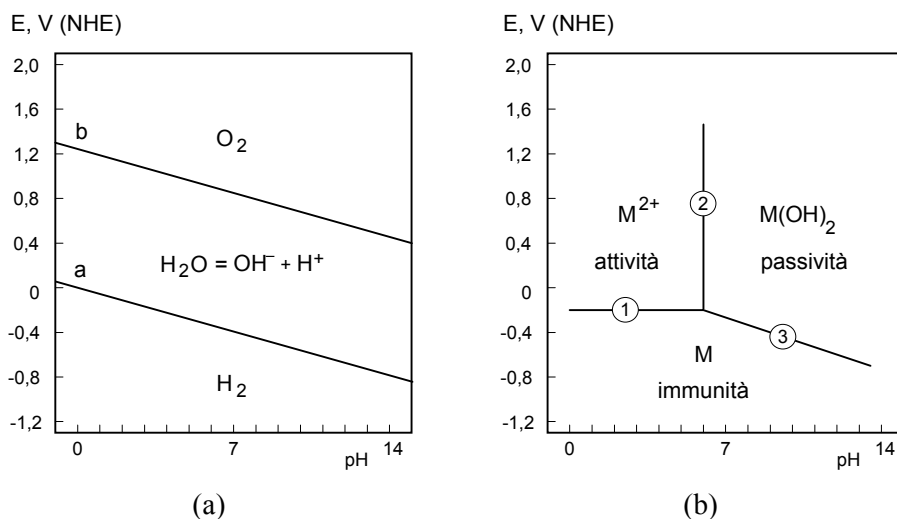 E, V (NHE)
2,0
1,6
1,2
0,8
0,4
0
-0,4
-0,8
-1,2
b
O2
H2O = OH− + H+
a
H2
0
7
14
pH
(a)
E, V (NHE)
2,0
1,6
1,2
0,8
0,4
0
-0,4
-0,8
-1,2
M2+
attività
2
M(OH)2
passività
1
3
M
immunità
0
7
14
pH
(b)